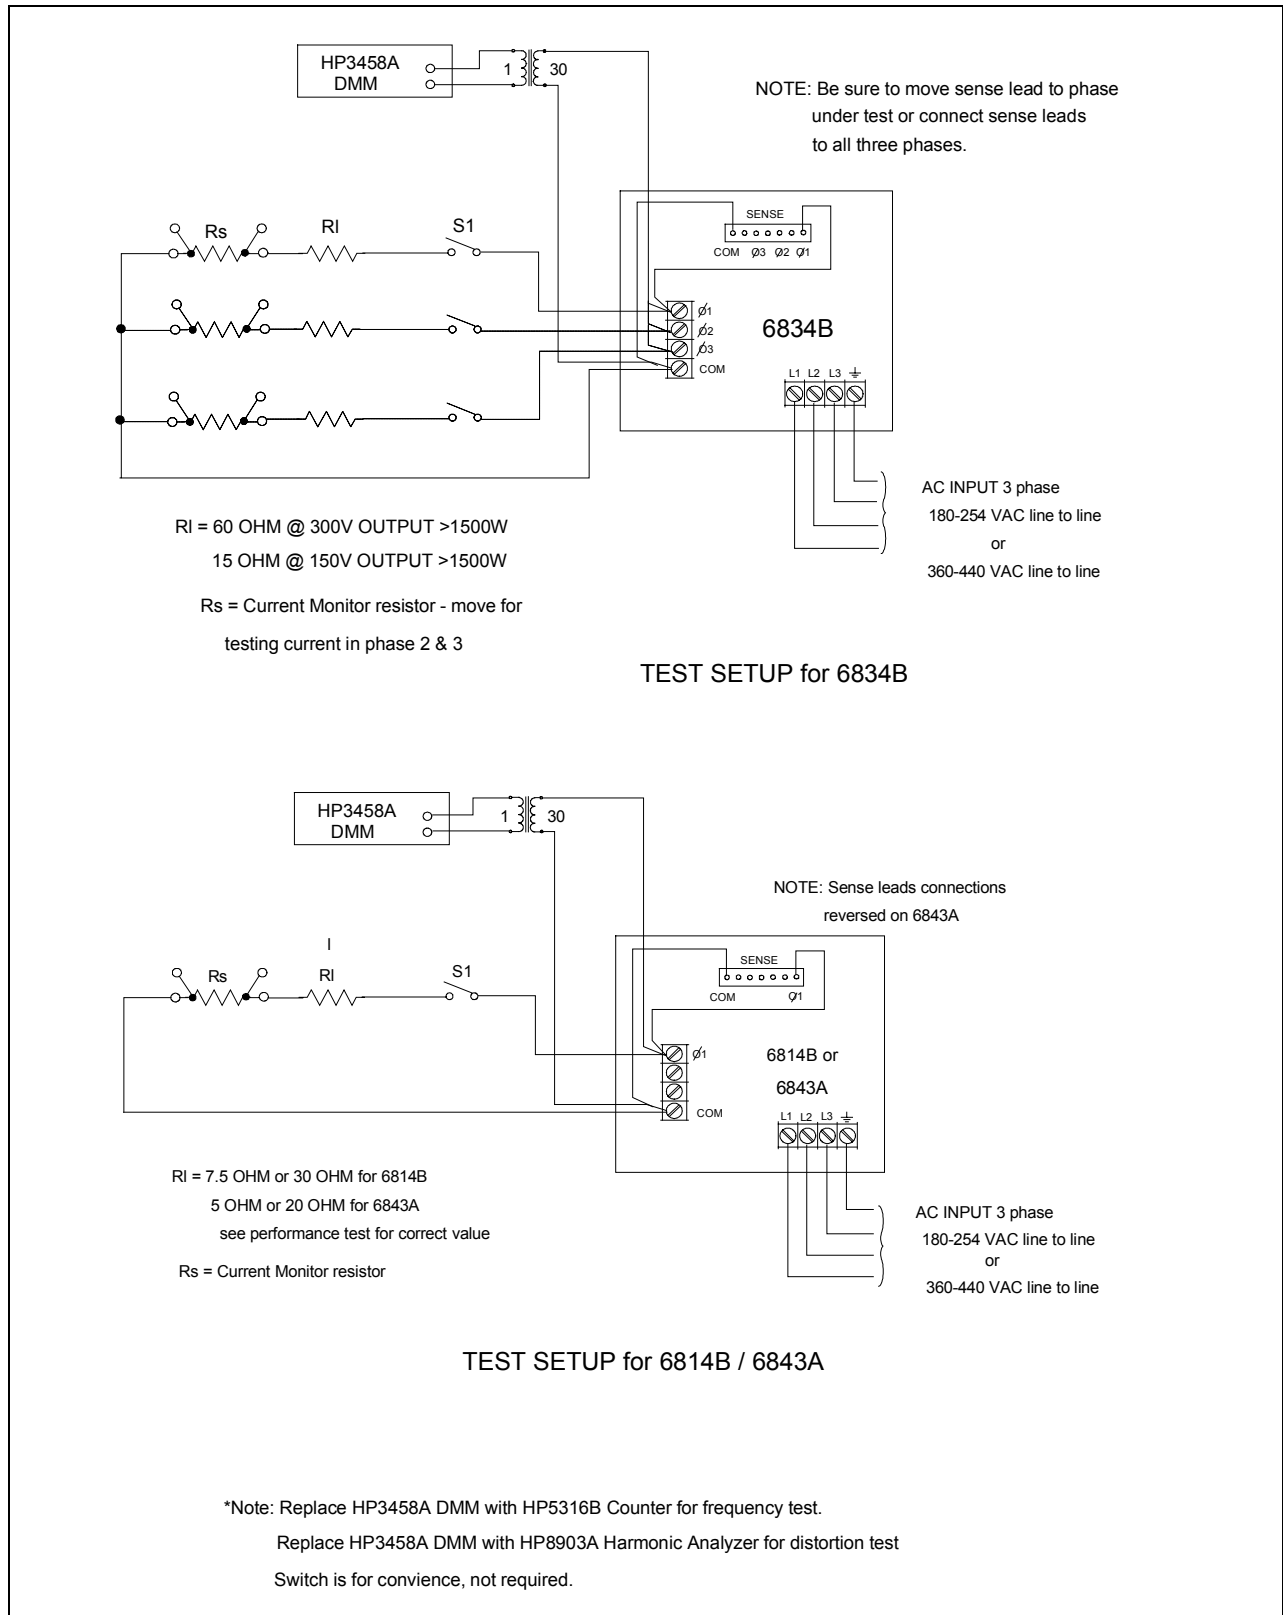 HP3458A
DMM
1
30
NOTE: Be sure to move sense lead to phase
under test or connect sense leads
to all three phases.
Rs
Rl
S1
SENSE
COM Ø3 Ø2 Ø1
Ø1
Ø2
Ø3
COM
6834B
L1 L2 L3
AC INPUT 3 phase
180-254 VAC line to line
or
360-440 VAC line to line
Rl = 60 OHM @ 300V OUTPUT >1500W
15 OHM @ 150V OUTPUT >1500W
Rs = Current Monitor resistor - move for
testing current in phase 2 & 3
TEST SETUP for 6834B
HP3458A
DMM
1
30
NOTE: Sense leads connections
reversed on 6843A
l
Rs
Rl
S1
SENSE
COM Ø1
Ø1
COM
6814B or
6843A
L1 L2 L3
Rl = 7.5 OHM or 30 OHM for 6814B
5 OHM or 20 OHM for 6843A
see performance test for correct value
Rs = Current Monitor resistor
AC INPUT 3 phase
180-254 VAC line to line
or
360-440 VAC line to line
TEST SETUP for 6814B / 6843A
*Note: Replace HP3458A DMM with HP5316B Counter for frequency test.
Replace HP3458A DMM with HP8903A Harmonic Analyzer for distortion test
Switch is for convience, not required.